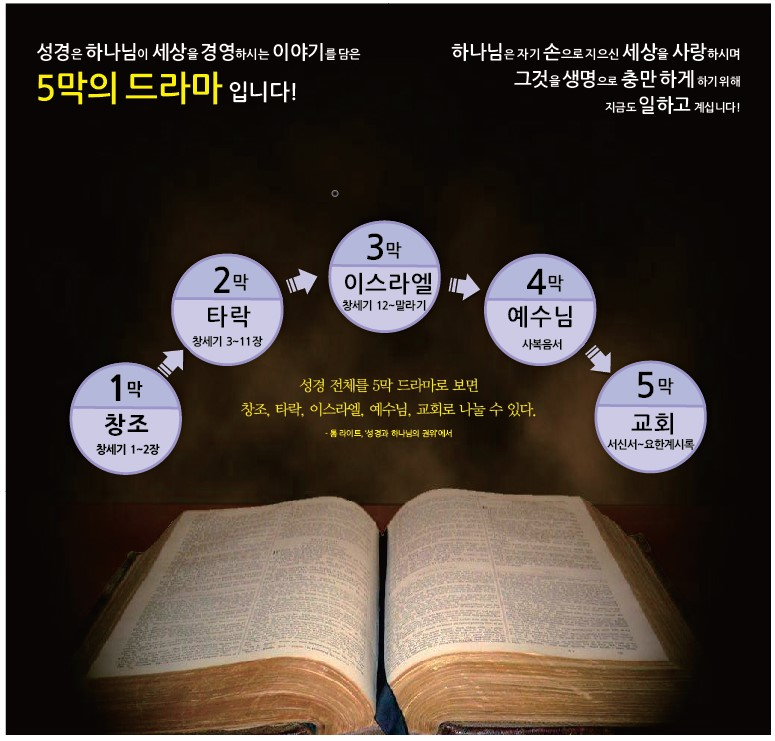 성경은 하나님이 세상을 경영하시는 이야기를 담은
5막의 드라마 입니다!
하나님은 자기 손으로 지으신 세상을 사랑하시며
그것을 생명으로 충만하게 하기 위해
지금도 일하고 계십니다!
1막
창조
창세기 1~2장
2막
타락
창세기 3~11장
3막
이스라엘
창세기 12~말라기
4막
예수님
사복음서
5막
교회
서신서~요한계시록
성경 전체를 5막 드라마로 보면
창조, 타락, 이스라엘, 예수님, 교회로 나눌 수 있다.
- 톰 라이트, '성경과 하나님의 권위'에서